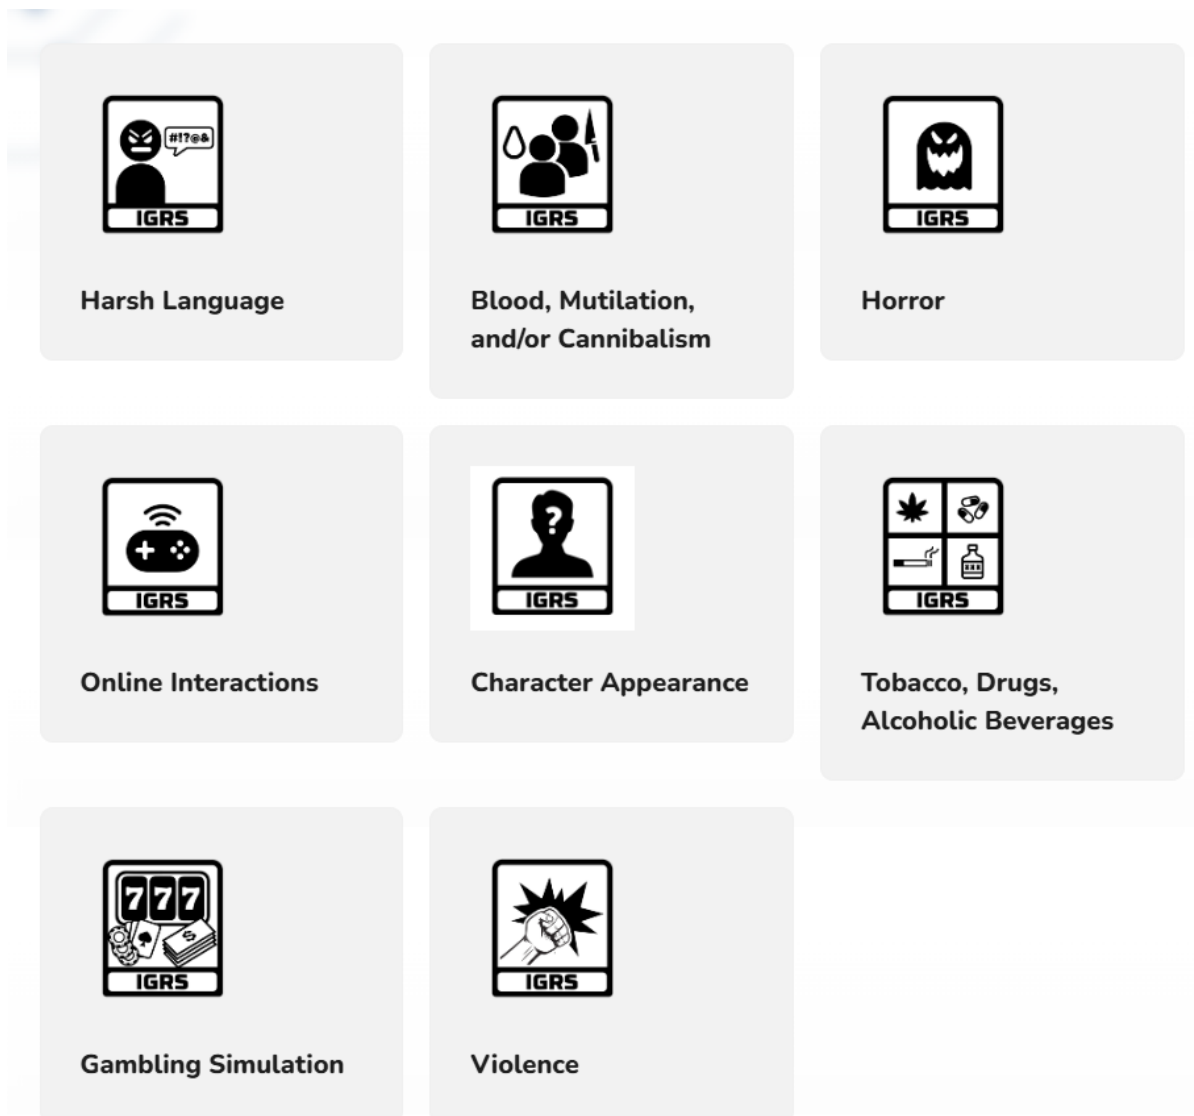 #!?@&
IGRS
Harsh Language
IGRS
Blood, Mutilation,
and/or Cannibalism
IGRS
Horror
IGRS
Online Interactions
?
IGRS
Character Appearance
XXX
IGRS
Tobacco, Drugs,
Alcoholic Beverages
777
$
IGRS
Gambling Simulation
IGRS
Violence